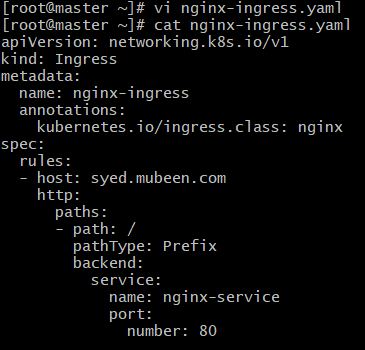 [root@master ~]# vi nginx-ingress.yaml
[root@master ~]# cat nginx-ingress.yaml
apiVersion: networking.k8s.io/v1
kind: Ingress
metadata:
  name: nginx-ingress
  annotations:
    kubernetes.io/ingress.class: nginx
spec:
  rules:
  - host: syed.mubeen.com
    http:
      paths:
      - path: /
        pathType: Prefix
        backend:
          service:
            name: nginx-service
            port:
              number: 80